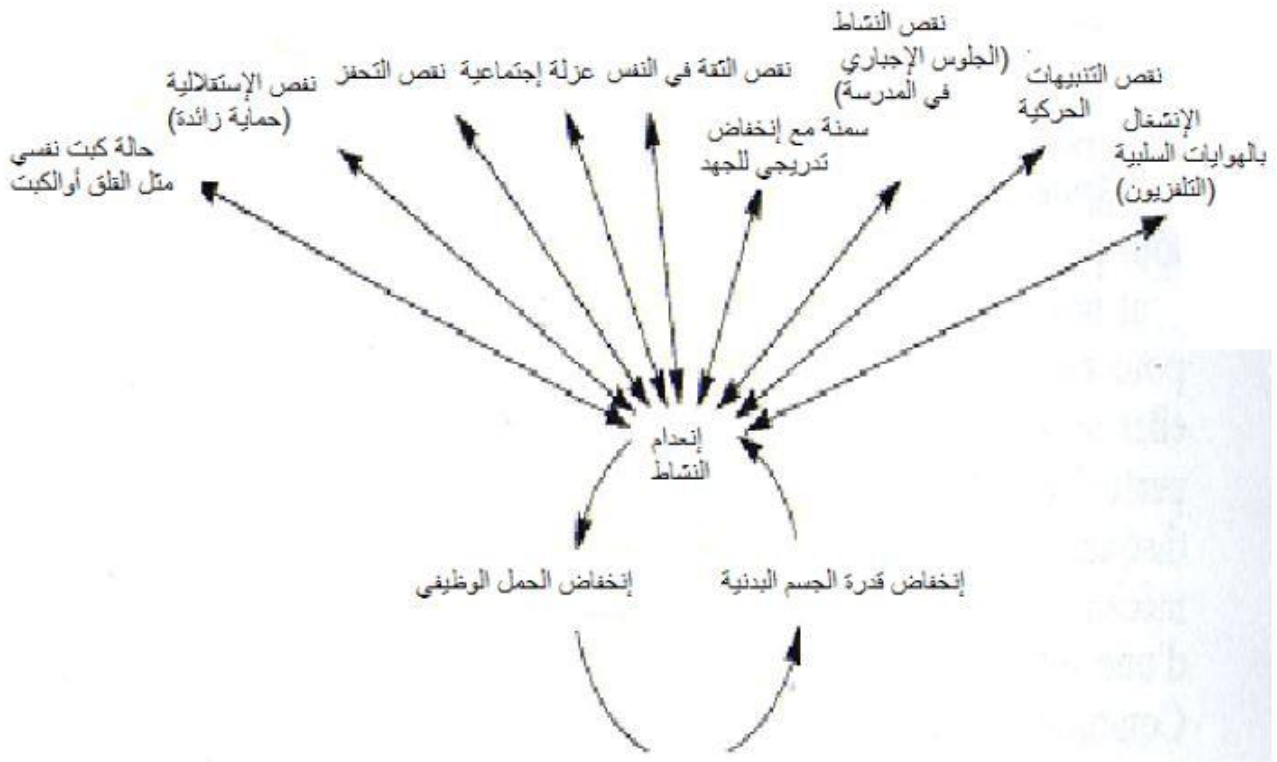 نقص النشاط
(الجلوس الإجباري
في المدرسة)
نقص التنبيهات
الحركية
الإنشغال
بالهوايات السلبية
(التلفزيون)
سمنة مع إنخفاض
تدريجي للجهد
نقص الثقة في النفس
عزلة إجتماعية
نقص التحفز
نقص الإستقلالية
(حماية زائدة)
حالة كبت نفسي
مثل القلق أوالكبت
إنعدام
النشاط
إنخفاض قدرة الجسم البدنية
إنخفاض الحمل الوظيفي